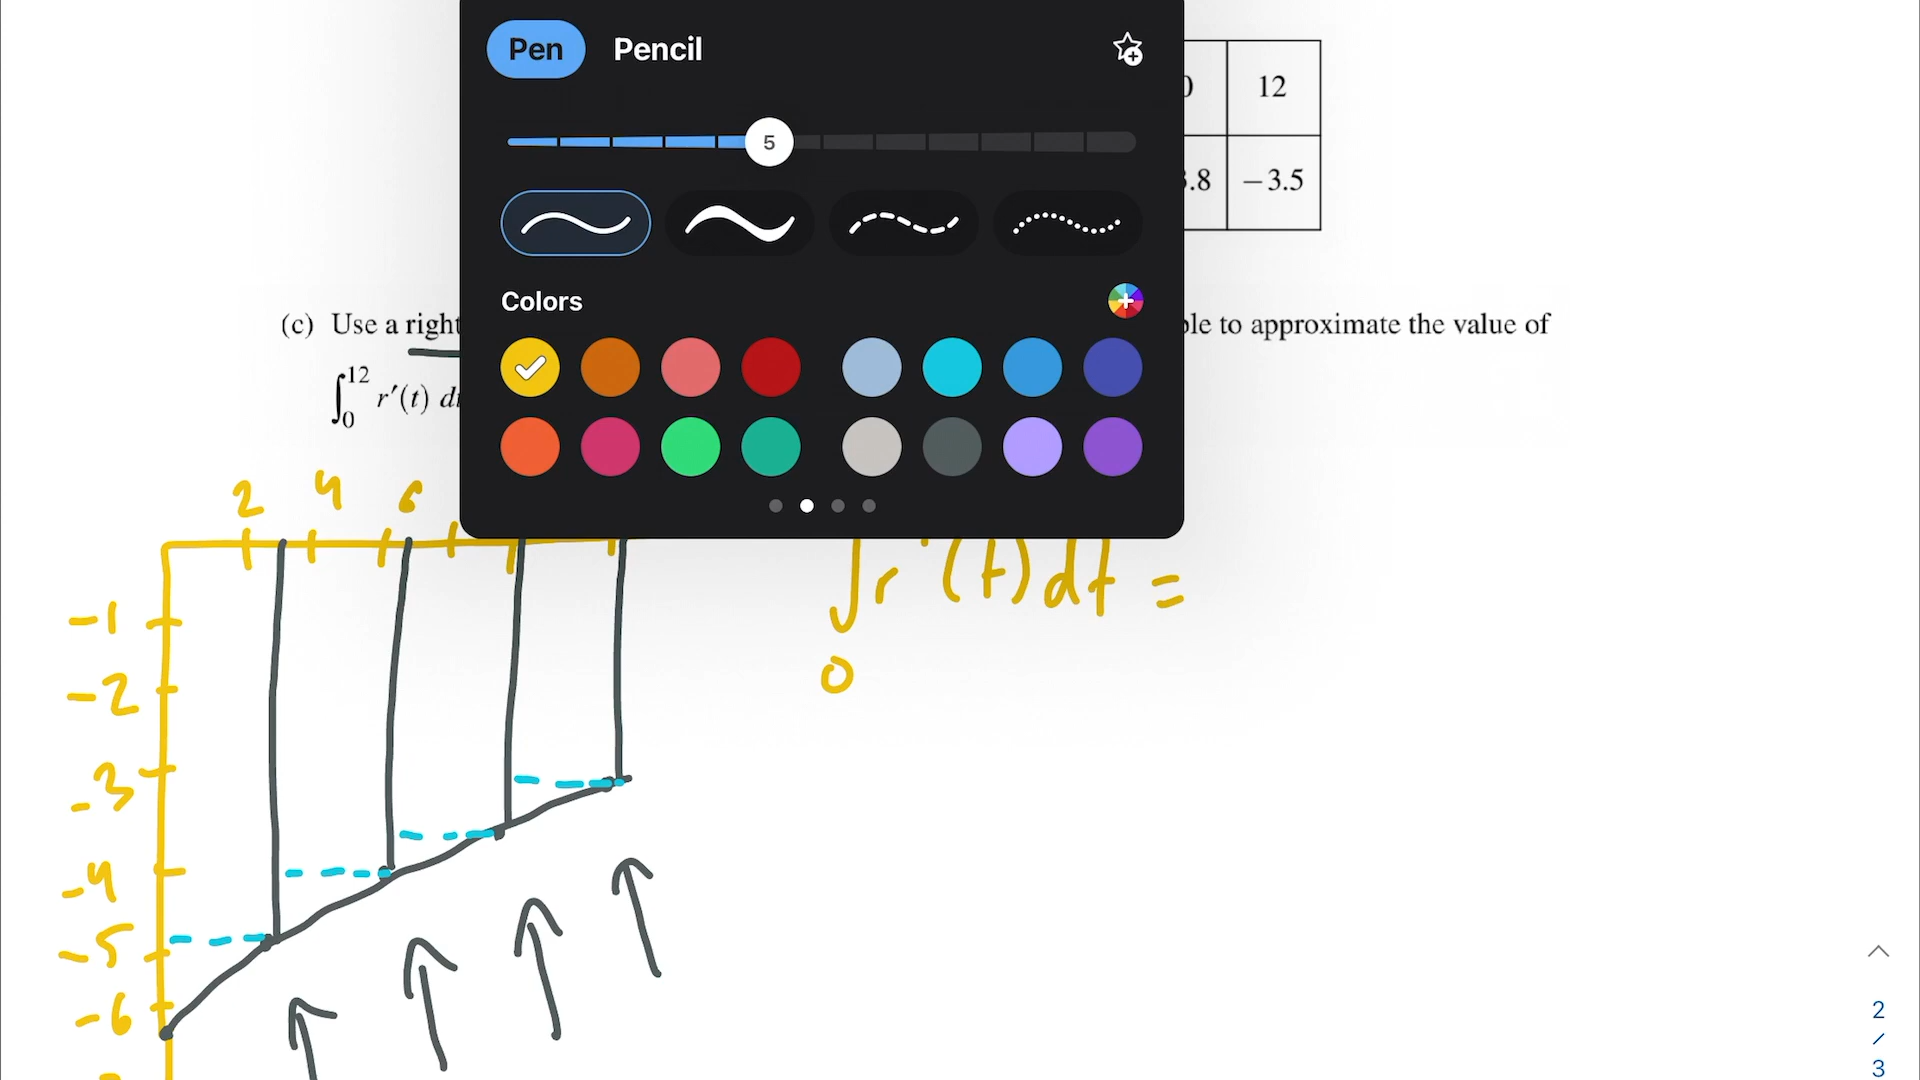 Pen Pencil
12
5
.8 −3.5
Colors
(c) Use a right to approximate the value of
∫₀¹² r′(t)
2 4 6
∫ r'(t)dt =
0
-1
-2
-3
-4
-5
-6
2
/
3